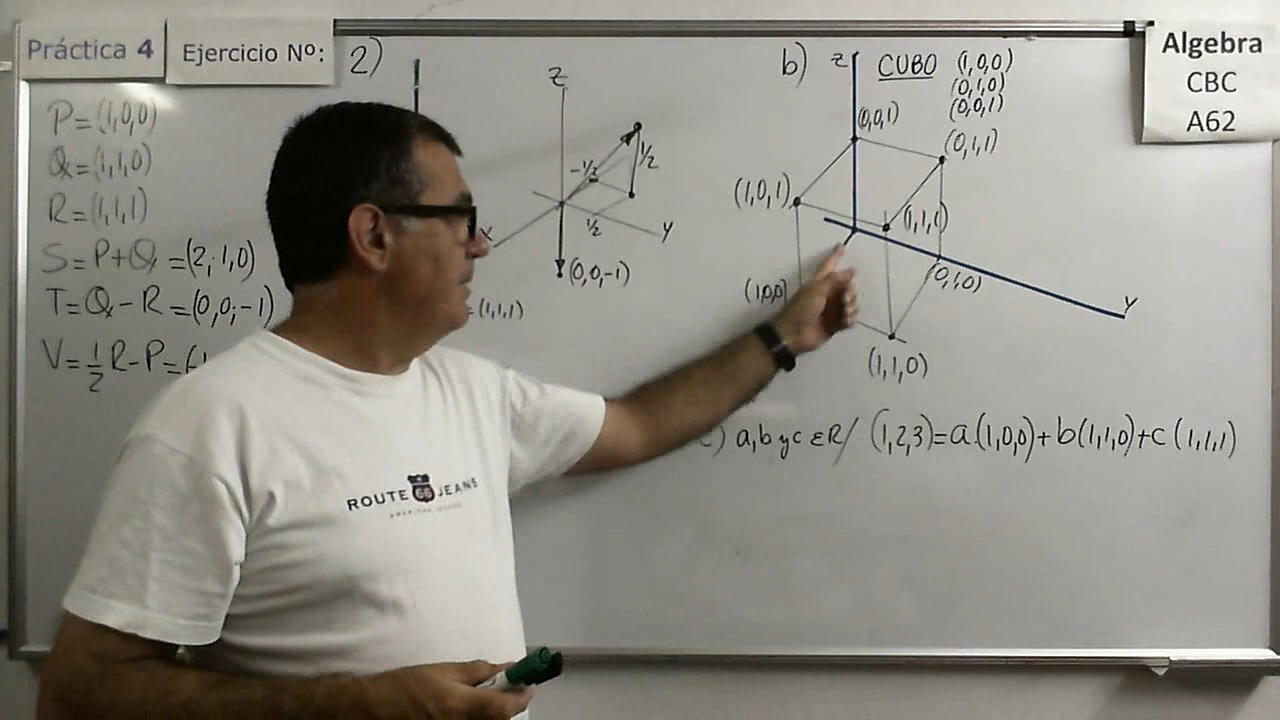 Práctica 4
Ejercicio Nº:
2)
P=(1,0,0)
Q=(1,1,0)
R=(1,1,1)
S=P+Q=(2,1,0)
T=Q-R=(0,0,-1)
V=1/2 R-P=(-
z
-1/2
1/2
1/2
X
Y
(0,0,-1)
=(1,1,1)
b)
z
CUBO
(1,0,0)
(0,1,0)
(0,0,1)
(0,0,1)
(0,1,1)
(1,0,1)
(1,1,1)
(1,0,0)
(0,1,0)
Y
(1,1,0)
c) a,b y c ε R/ (1,2,3)=a.(1,0,0)+b(1,1,0)+c(1,1,1)
Algebra
CBC
A62
ROUTE 66 JEANS